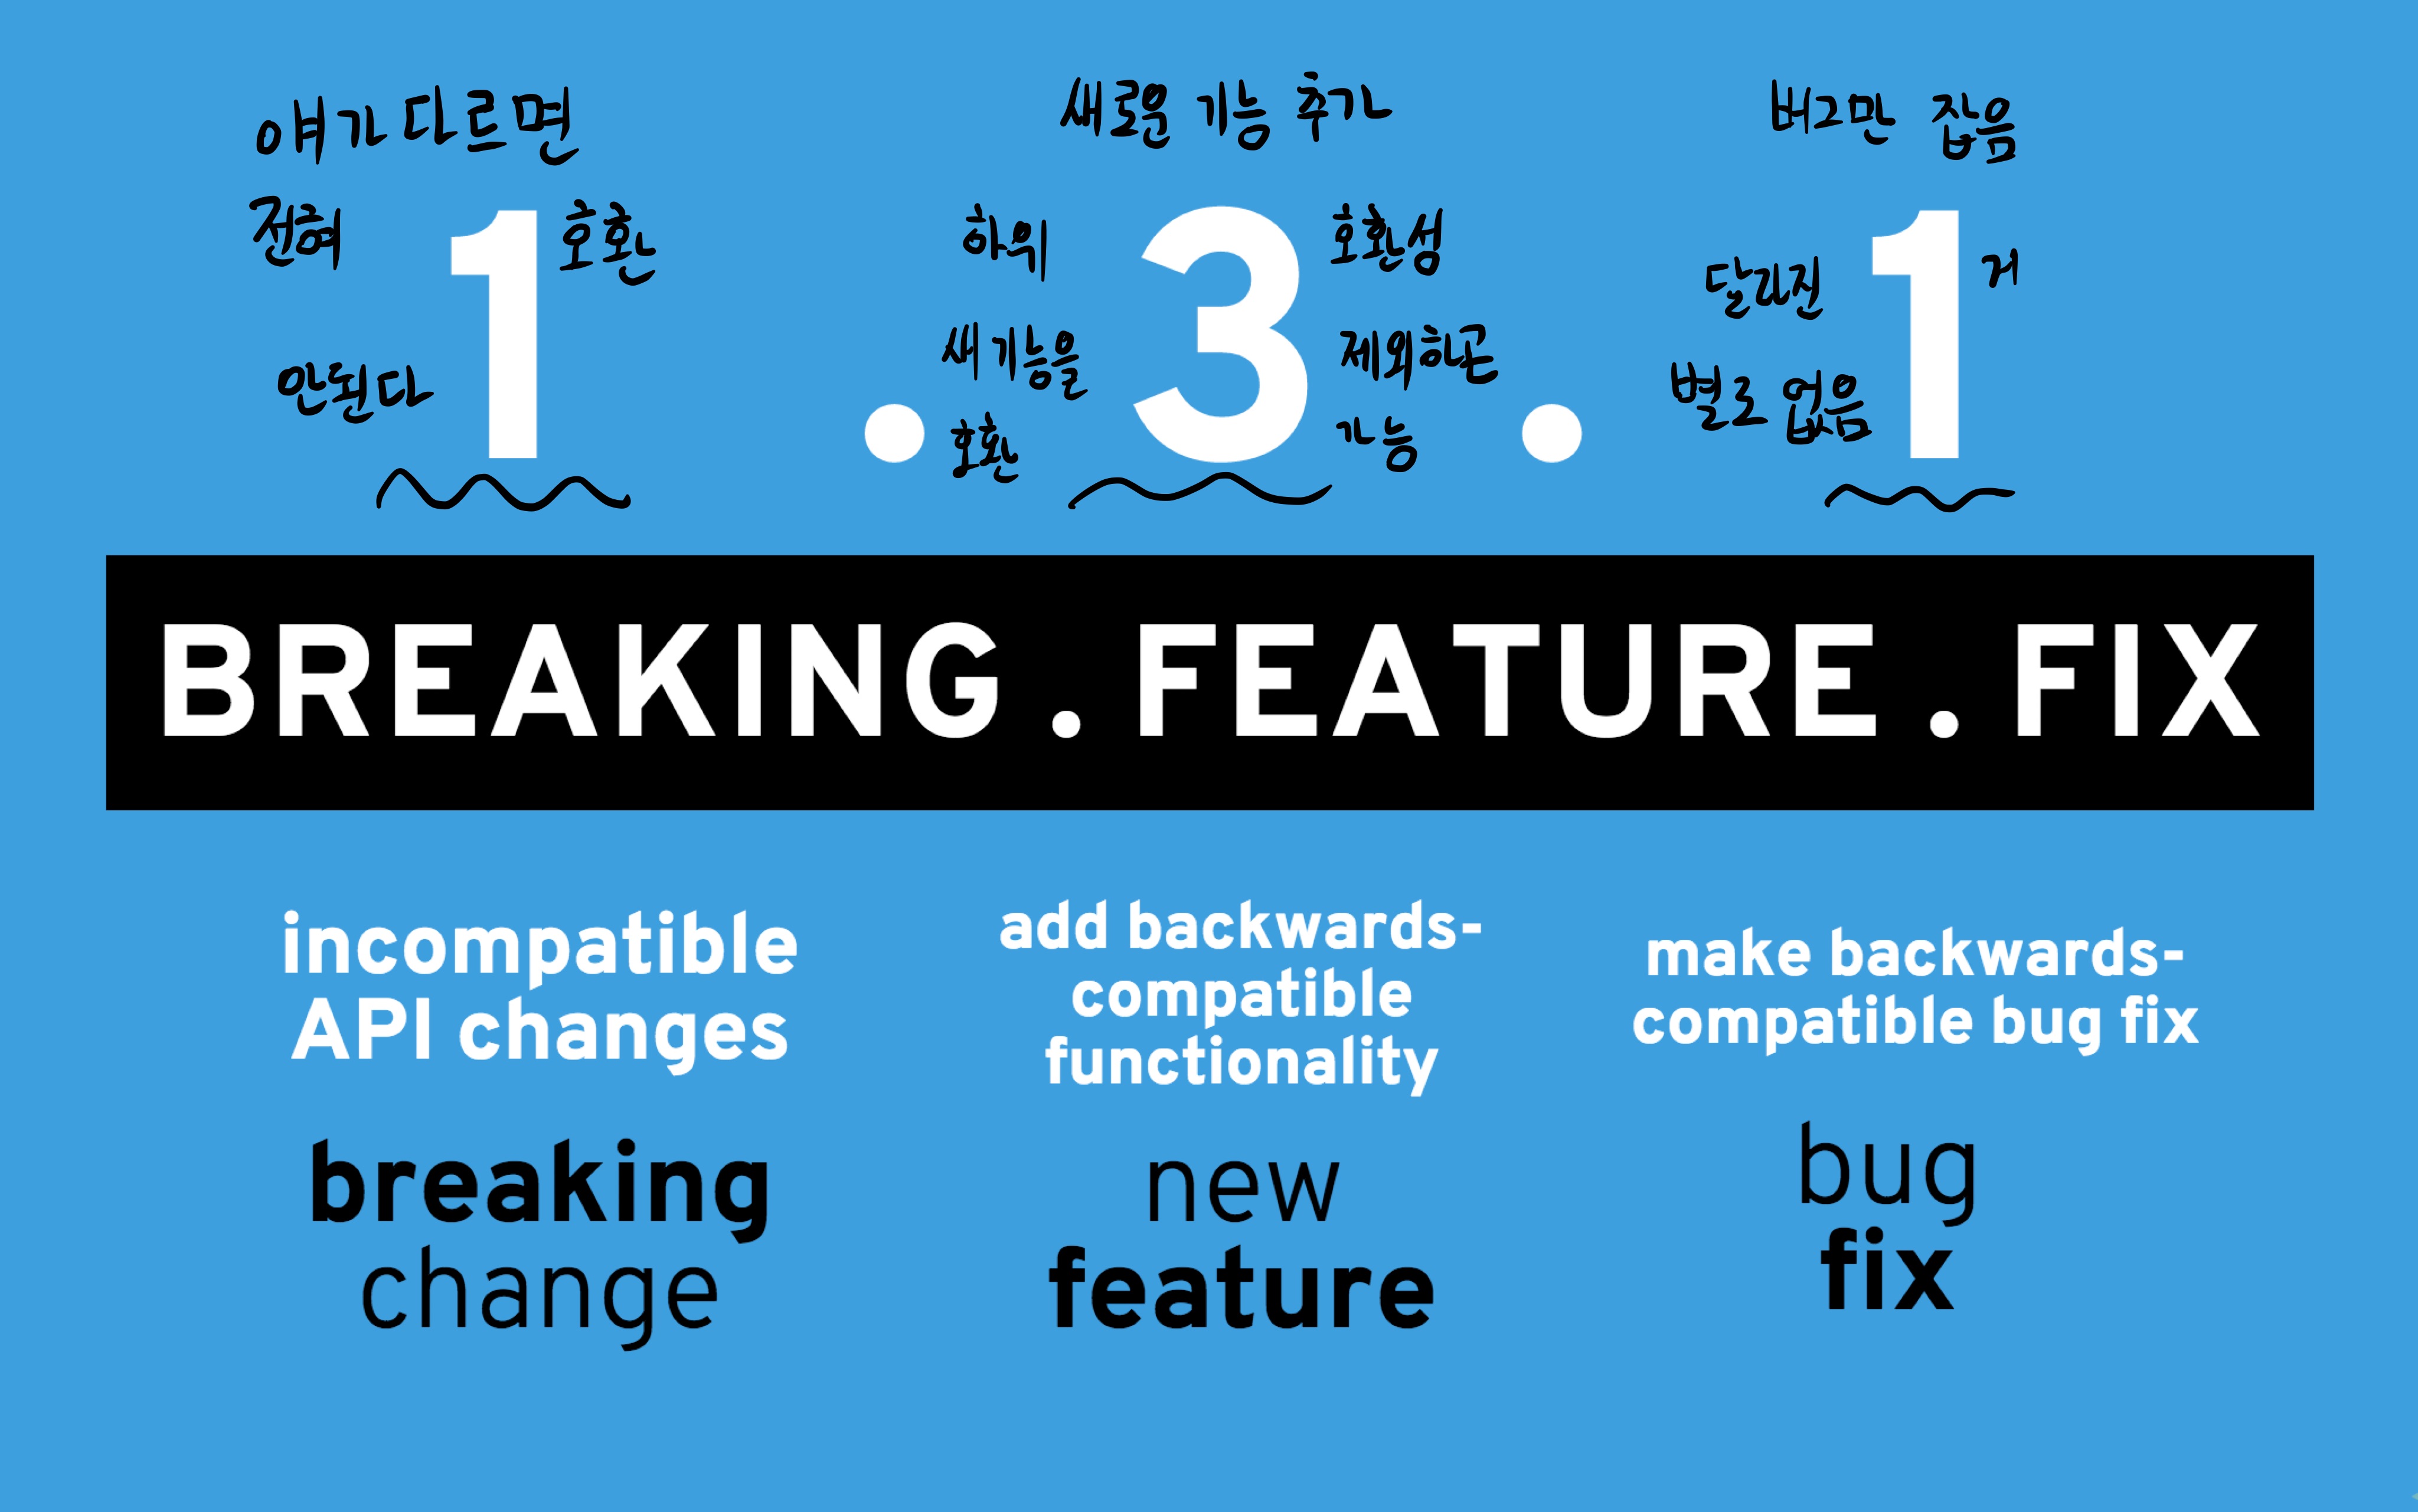 얘가 다르면
전혀 호환
안된다
새로운 기능 추가
하위 호환성
새 기능을 제외하곤
호환 가능
버그만 잡음
달라진 거
별로 없음
1 . 3 . 1
BREAKING . FEATURE . FIX
incompatible
API changes
add backwards-
compatible
functionality
make backwards-
compatible bug fix
breaking
change
new
feature
bug
fix